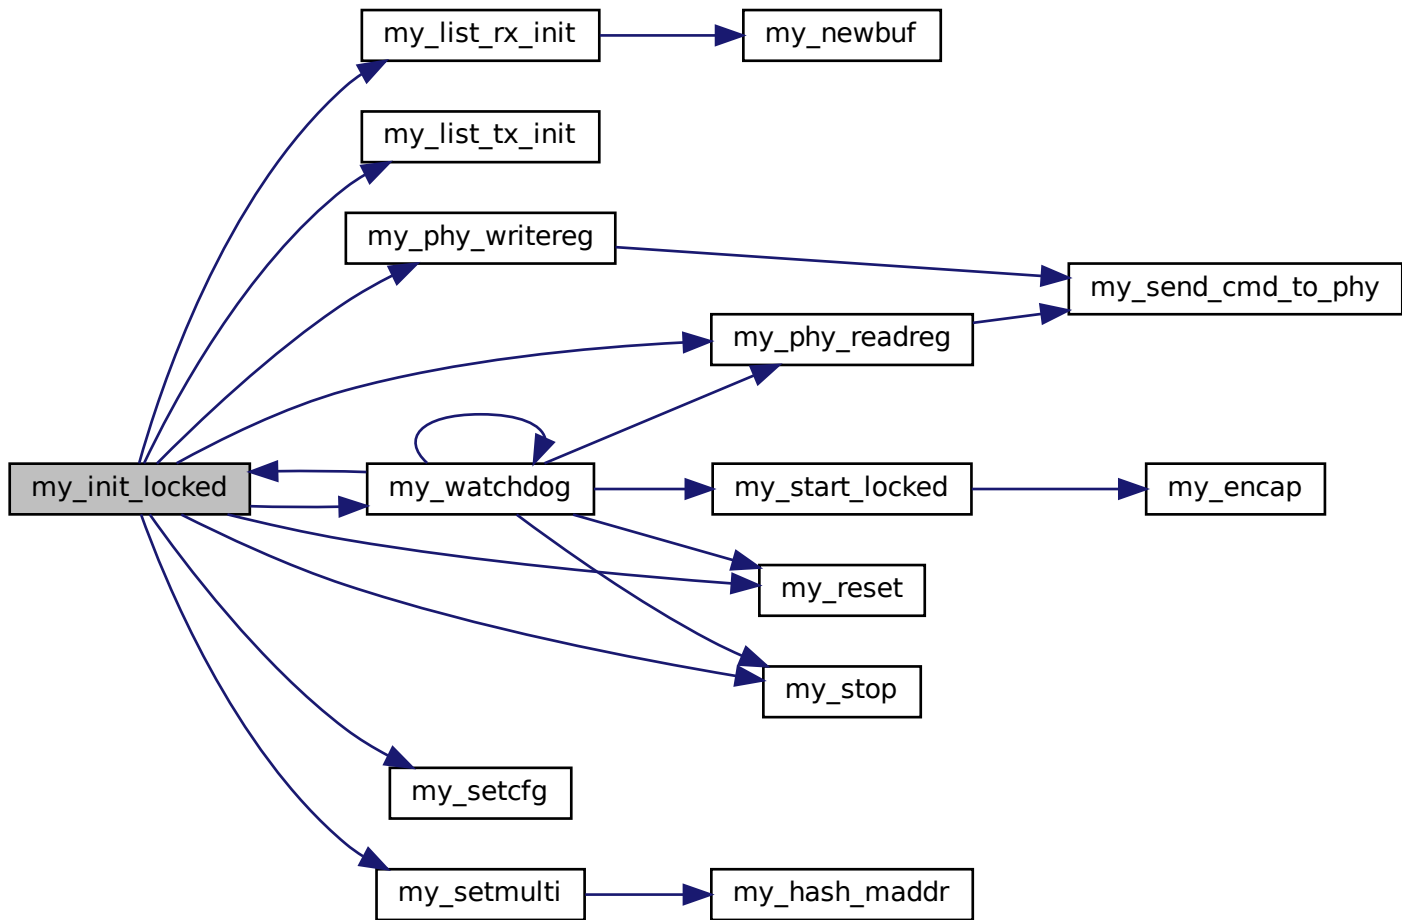 my_list_rx_init
my_newbuf
my_list_tx_init
my_phy_writereg
my_send_cmd_to_phy
my_phy_readreg
my_init_locked
my_watchdog
my_start_locked
my_encap
my_reset
my_stop
my_setcfg
my_setmulti
my_hash_maddr